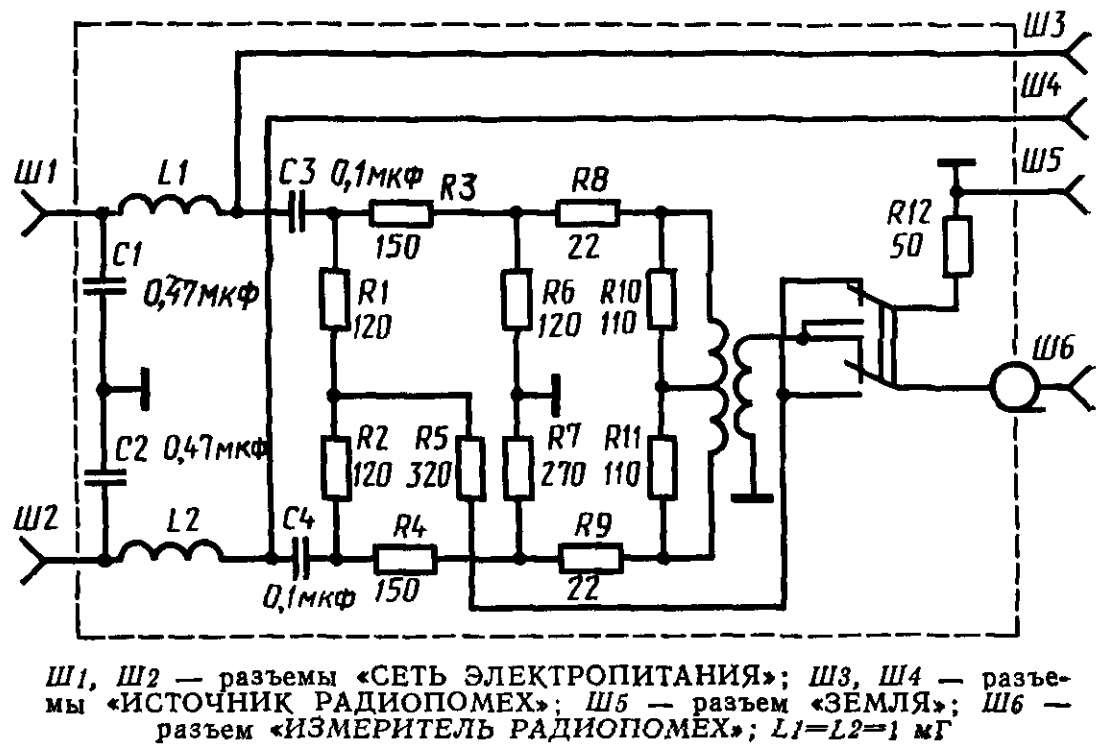 Ш3
Ш4
Ш1
L1
C3
0,1мкФ
R3
R8
Ш5
C1
0,47мкФ
150
22
R12
50
R1
120
R6
120
R10
110
Ш6
C2
0,47мкФ
R2
120
R5
320
R7
270
R11
110
Ш2
L2
C4
R4
R9
0,1мкФ
150
22
Ш1, Ш2 — разъемы «СЕТЬ ЭЛЕКТРОПИТАНИЯ»; Ш3, Ш4 — разъе-
мы «ИСТОЧНИК РАДИОПОМЕХ»; Ш5 — разъем «ЗЕМЛЯ»; Ш6 —
разъем «ИЗМЕРИТЕЛЬ РАДИОПОМЕХ»; L1=L2=1 мГ